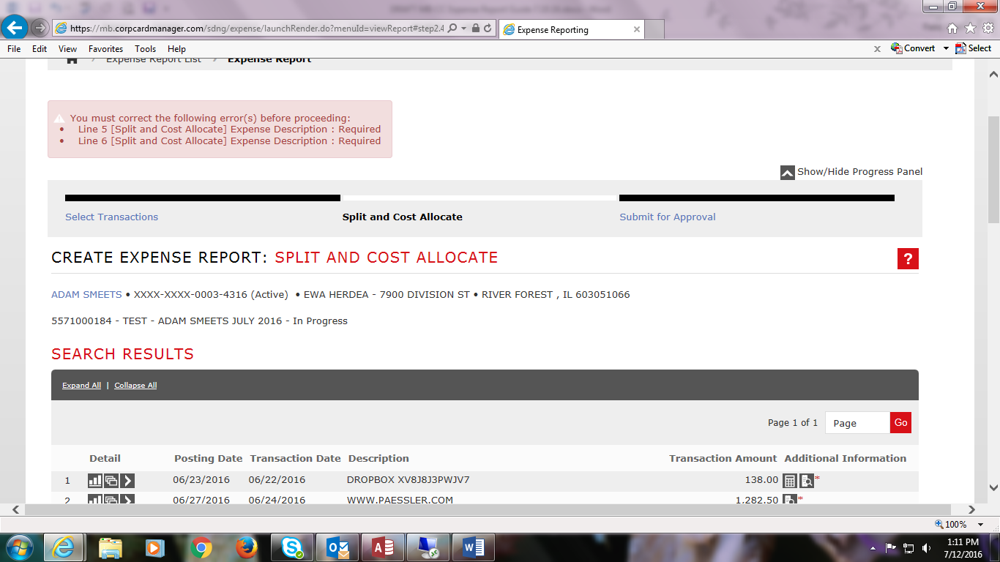 https://mb.corpcardmanager.com/sdng/expense/launchRender.do?menuId=viewReport#step2.4
Expense Reporting
File Edit View Favorites Tools Help
Convert Select
Expense Report List Expense Report
You must correct the following error(s) before proceeding:
• Line 5 [Split and Cost Allocate] Expense Description : Required
• Line 6 [Split and Cost Allocate] Expense Description : Required
Show/Hide Progress Panel
Select Transactions Split and Cost Allocate Submit for Approval
CREATE EXPENSE REPORT: SPLIT AND COST ALLOCATE ?
ADAM SMEETS • XXXX-XXXX-0003-4316 (Active) • EWA HERDEA - 7900 DIVISION ST • RIVER FOREST , IL 603051066
5571000184 - TEST - ADAM SMEETS JULY 2016 - In Progress
SEARCH RESULTS
Expand All | Collapse All
Page 1 of 1 Page Go
Detail Posting Date Transaction Date Description Transaction Amount Additional Information
1 06/23/2016 06/22/2016 DROPBOX XV8J8J3PWJV7 138.00 *
2 06/27/2016 06/24/2016 WWW.PAESSLER.COM 1,282.50 *
100%
1:11 PM
7/12/2016